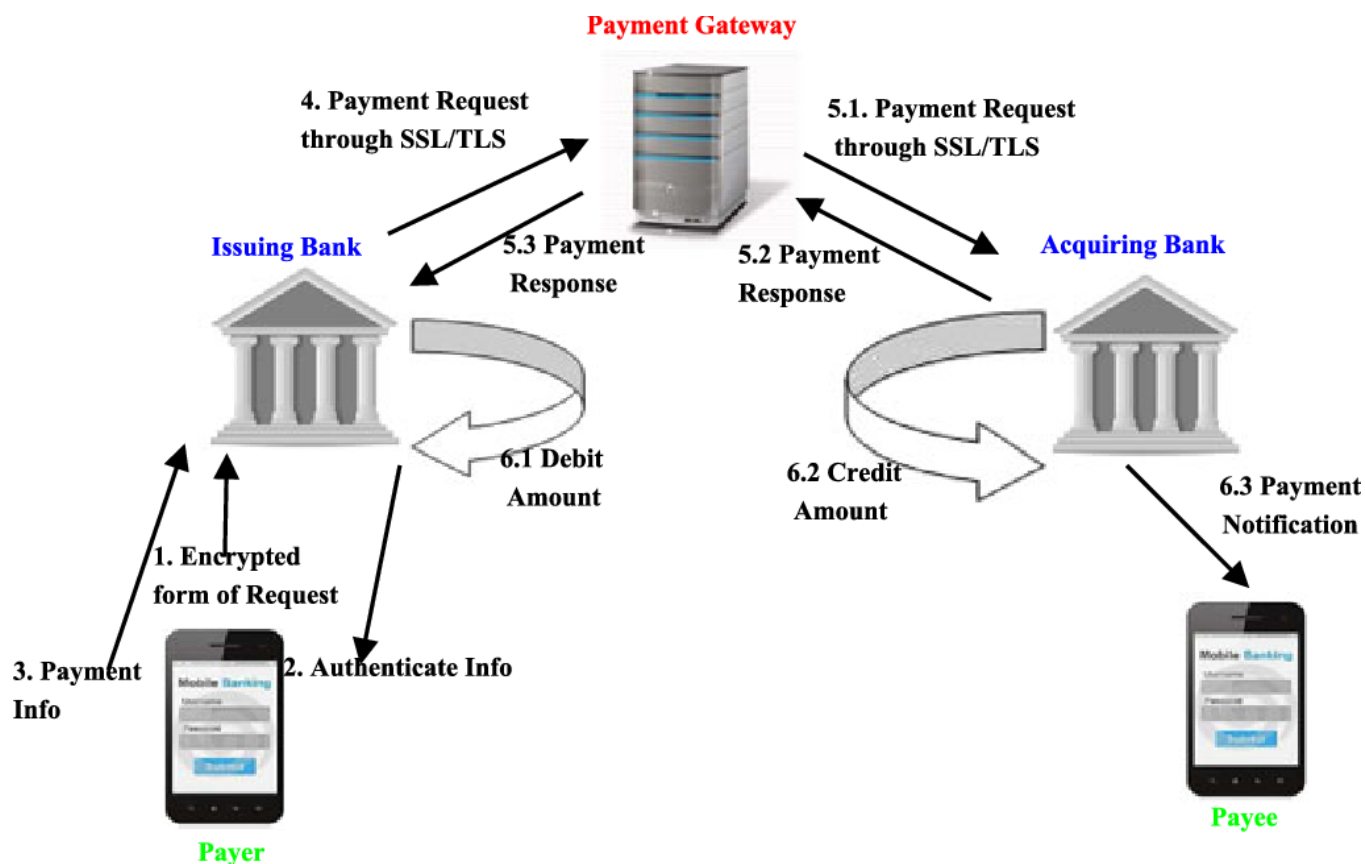 Payment Gateway
4. Payment Request
through SSL/TLS
5.1. Payment Request
through SSL/TLS
Issuing Bank
5.3 Payment
Response
5.2 Payment
Response
Acquiring Bank
6.1 Debit
Amount
6.2 Credit
Amount
6.3 Payment
Notification
1. Encrypted
form of Request
3. Payment
Info
2. Authenticate Info
Mobile Banking
Username
Password
Submit
Payer
Mobile Banking
Username
Password
Submit
Payee